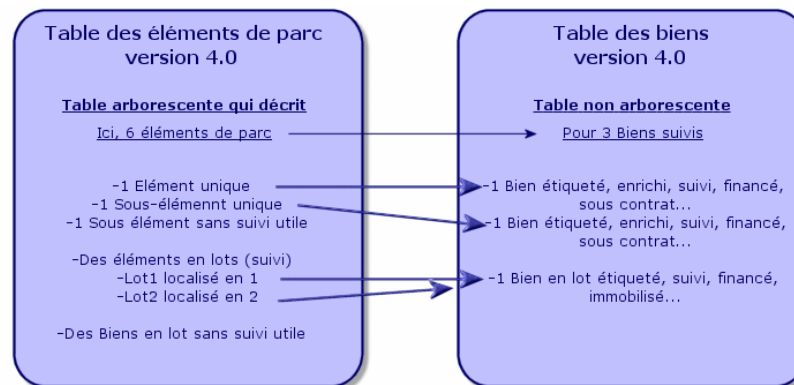 Table des éléments de parc
version 4.0
Table arborescente qui décrit
Ici, 6 éléments de parc
-1 Elément unique
-1 Sous-élémennt unique
-1 Sous élément sans suivi utile
-Des éléments en lots (suivi)
-Lot1 localisé en 1
-Lot2 localisé en 2
-Des Biens en lot sans suivi utile
Table des biens
version 4.0
Table non arborescente
Pour 3 Biens suivis
-1 Bien étiqueté, enrichi, suivi, financé,
sous contrat...
-1 Bien étiqueté, enrichi, suivi, financé,
sous contrat...
-1 Bien en lot étiqueté, suivi, financé,
immobilisé...